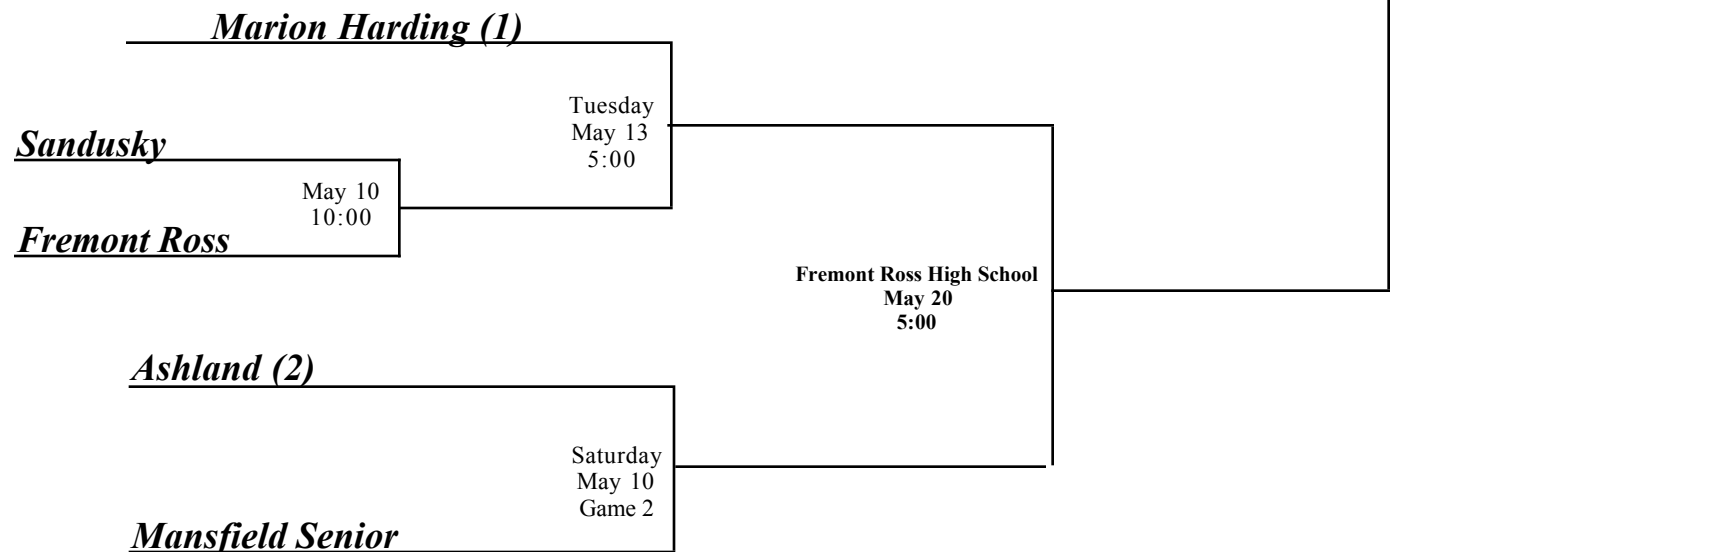 Marion Harding (1)
Tuesday
May 13
5:00
Sandusky
May 10
10:00
Fremont Ross
Fremont Ross High School
May 20
5:00
Ashland (2)
Saturday
May 10
Game 2
Mansfield Senior